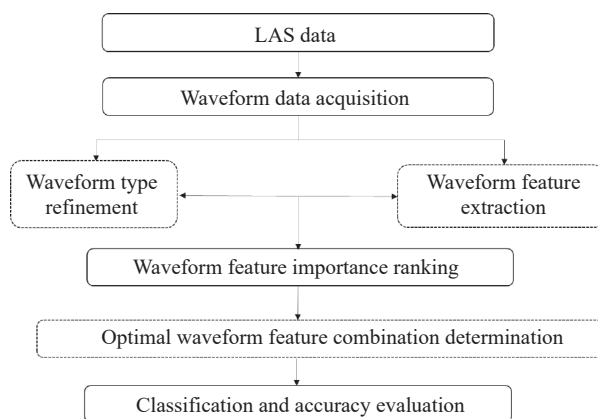 LAS data
Waveform data acquisition
Waveform type
refinement
Waveform feature
extraction
Waveform feature importance ranking
Optimal waveform feature combination determination
Classification and accuracy evaluation